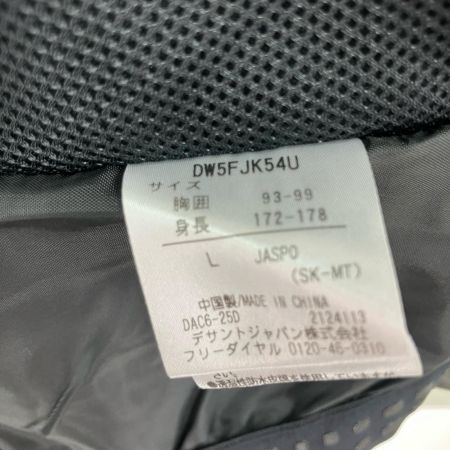 DW5FJK54U
サイズ
胸囲 93-99
身長 172-178
L JASPO
(SK-MT)
中国製/MADE IN CHINA
DAC6-25D 2124113
デサントジャパン株式会社
フリーダイヤル 0120-46-0310
さい。